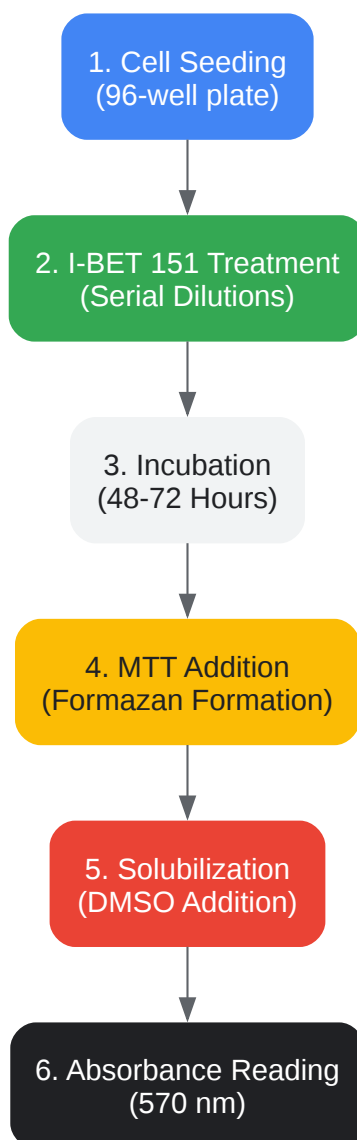 1. Cell Seeding
(96-well plate)
2. I-BET 151 Treatment
(Serial Dilutions)
3. Incubation
(48-72 Hours)
4. MTT Addition
(Formazan Formation)
5. Solubilization
(DMSO Addition)
6. Absorbance Reading
(570 nm)